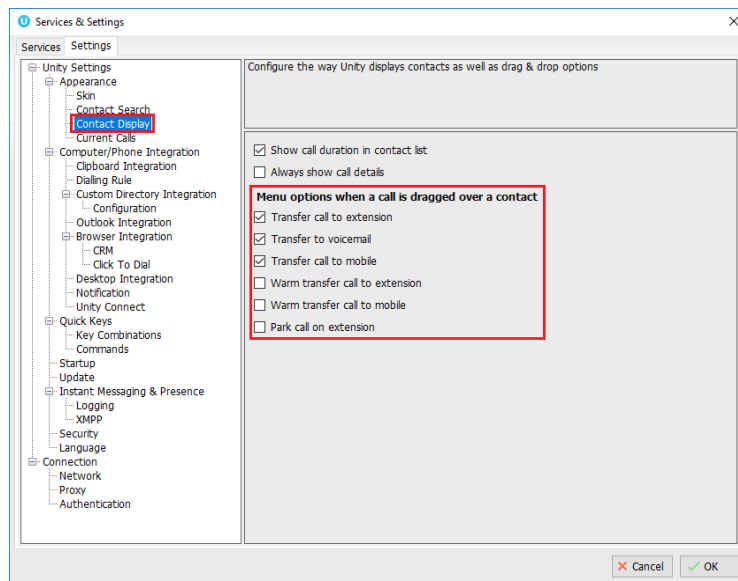 Services & Settings
Services Settings
Unity Settings
Appearance
Skin
Contact Search
Contact Display
Current Calls
Computer/Phone Integration
Clipboard Integration
Dialling Rule
Custom Directory Integration
Configuration
Outlook Integration
Browser Integration
CRM
Click To Dial
Desktop Integration
Notification
Unity Connect
Quick Keys
Key Combinations
Commands
Startup
Update
Instant Messaging & Presence
Logging
XMPP
Security
Language
Connection
Network
Proxy
Authentication
Configure the way Unity displays contacts as well as drag & drop options
Show call duration in contact list
Always show call details
Menu options when a call is dragged over a contact
Transfer call to extension
Transfer to voicemail
Transfer call to mobile
Warm transfer call to extension
Warm transfer call to mobile
Park call on extension
Cancel OK